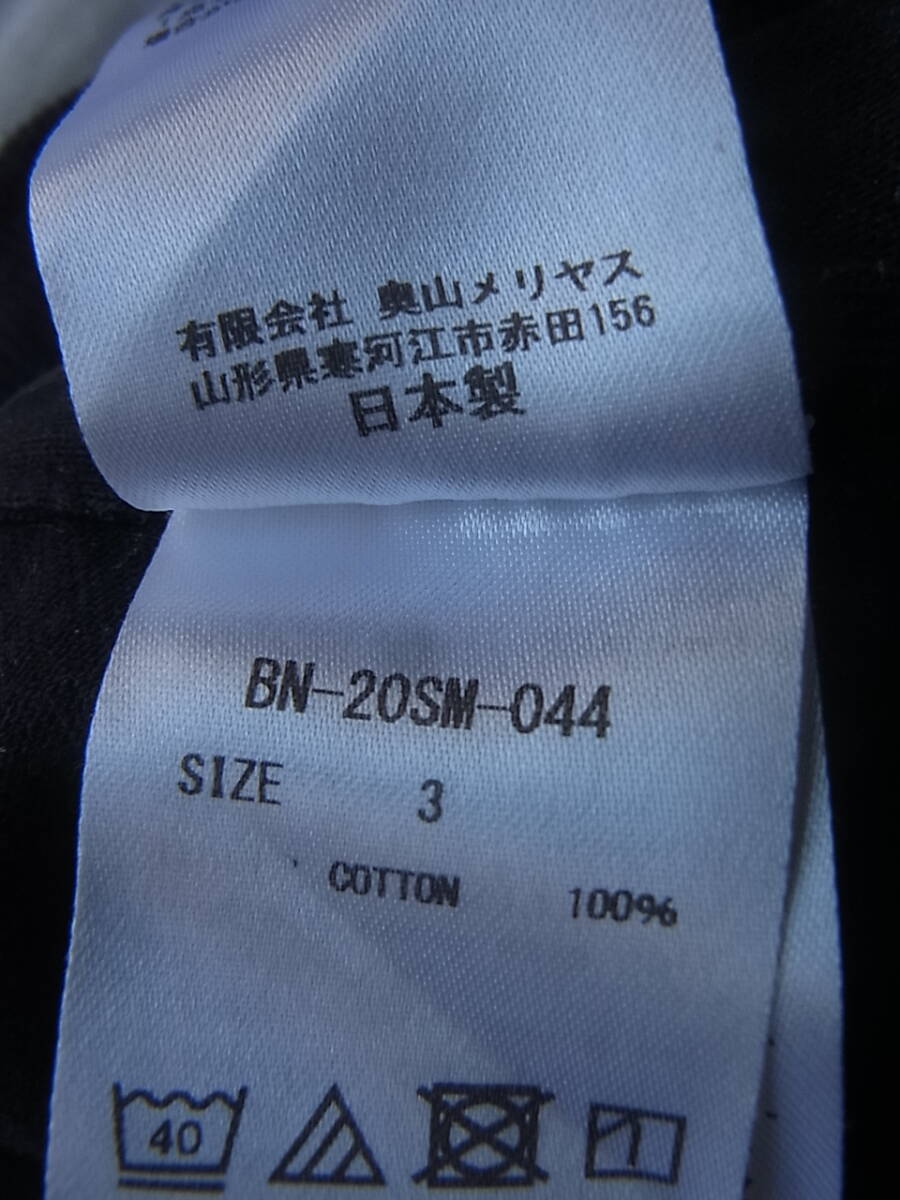 有限会社 奥山メリヤス
山形県寒河江市赤田156
日本製
BN-20SM-044
SIZE 3
COTTON 100%
40